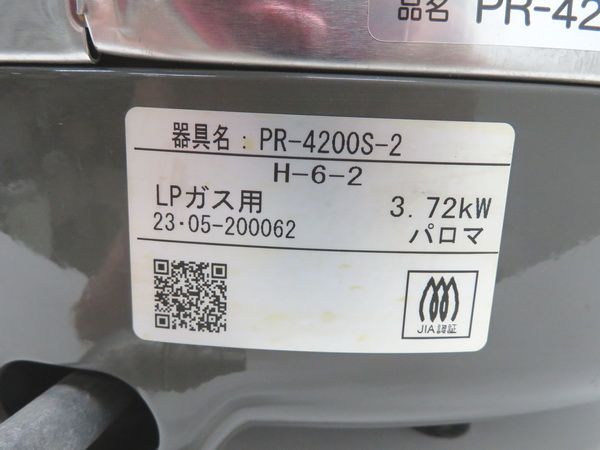 品名 PR-42
器具名：PR-4200S-2
H-6-2
LPガス用 3.72kW
23・05-200062 パロマ
JIA認証